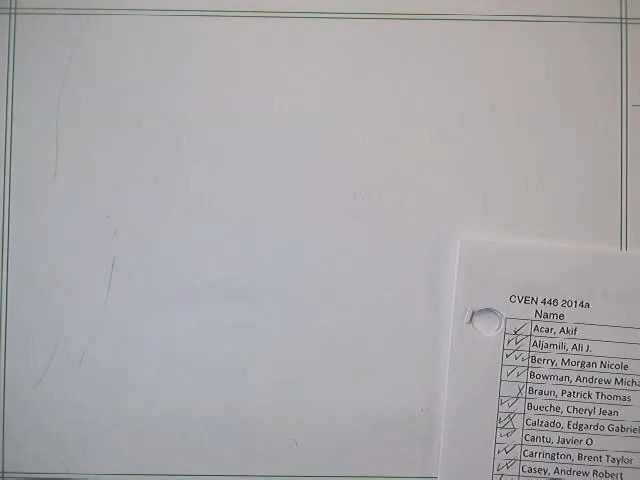 CVEN 446 2014a
Name
Acar, Akif
Aljamili, Ali J.
Berry, Morgan Nicole
Bowman, Andrew Micha
Braun, Patrick Thomas
Bueche, Cheryl Jean
Calzado, Edgardo Gabriel
Cantu, Javier O
Carrington, Brent Taylor
Casey, Andrew Robert